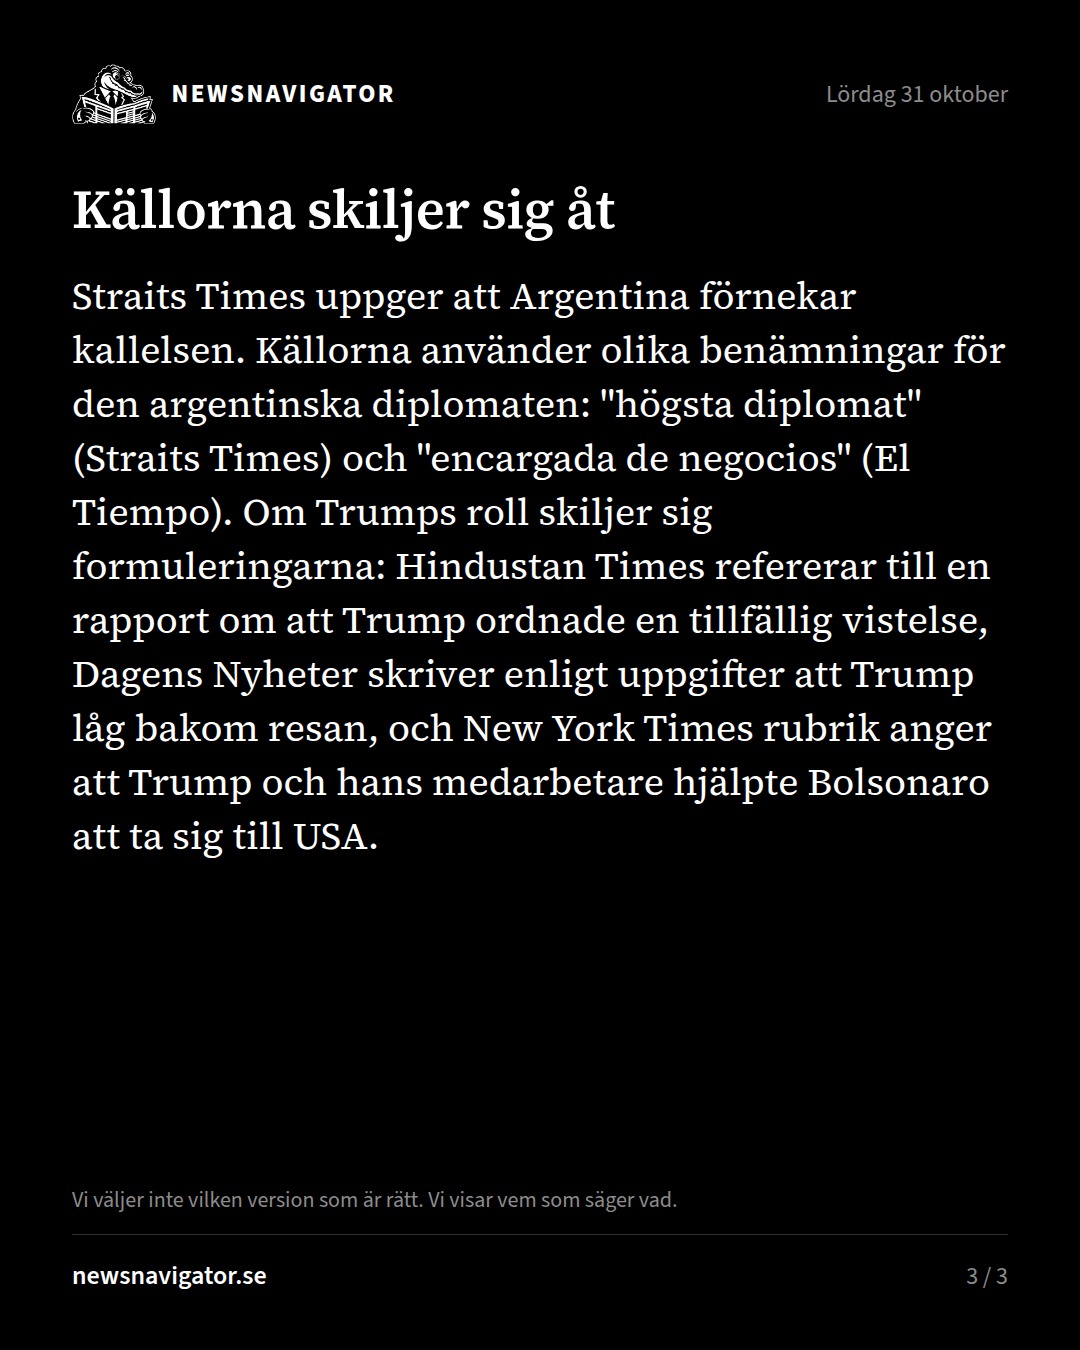 NEWSNAVIGATOR
Lördag 31 oktober
Källorna skiljer sig åt
Straits Times uppger att Argentina förnekar
kallelsen. Källorna använder olika benämningar för
den argentinska diplomaten: "högsta diplomat"
(Straits Times) och "encargada de negocios" (El
Tiempo). Om Trumps roll skiljer sig
formuleringarna: Hindustan Times refererar till en
rapport om att Trump ordnade en tillfällig vistelse,
Dagens Nyheter skriver enligt uppgifter att Trump
låg bakom resan, och New York Times rubrik anger
att Trump och hans medarbetare hjälpte Bolsonaro
att ta sig till USA.
Vi väljer inte vilken version som är rätt. Vi visar vem som säger vad.
newsnavigator.se
3 / 3